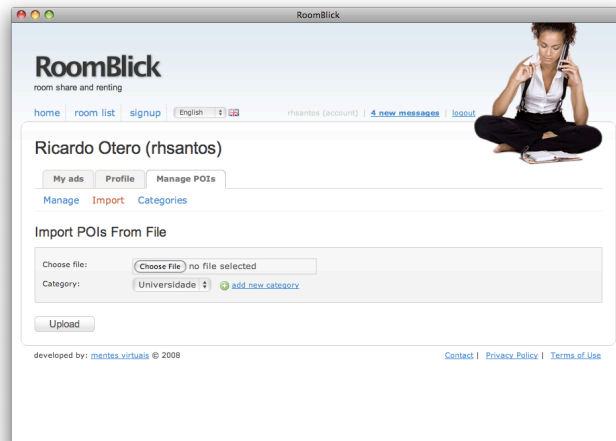 RoomBlick
RoomBlick
room share and renting
home room list signup English rhsantos (account) | 4 new messages | logout
Ricardo Otero (rhsantos)
My ads Profile Manage POIs
Manage Import Categories
Import POIs From File
Choose file: Choose File no file selected
Category: Universidade add new category
Upload
developed by: mentes virtuais © 2008 Contact | Privacy Policy | Terms of Use